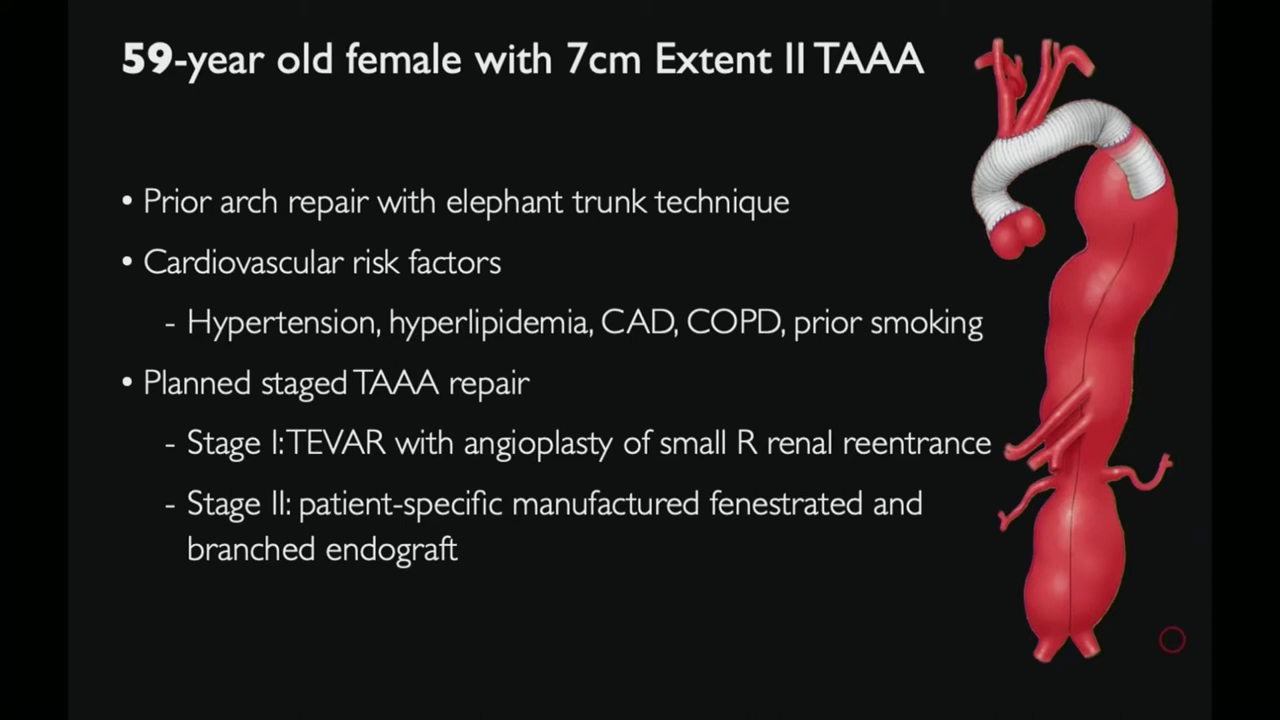 59-year old female with 7cm Extent II TAAA
• Prior arch repair with elephant trunk technique
• Cardiovascular risk factors
- Hypertension, hyperlipidemia, CAD, COPD, prior smoking
• Planned staged TAAA repair
- Stage I: TEVAR with angioplasty of small R renal reentrance
- Stage II: patient-specific manufactured fenestrated and
branched endograft